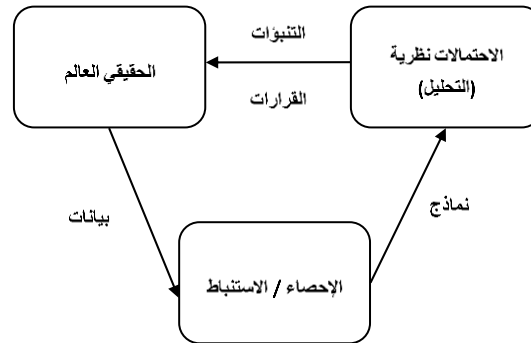 الاحتمالات نظرية
(التحليل)
التنبؤات
القرارات
الحقيقي العالم
بيانات
نماذج
الإحصاء / الاستنباط